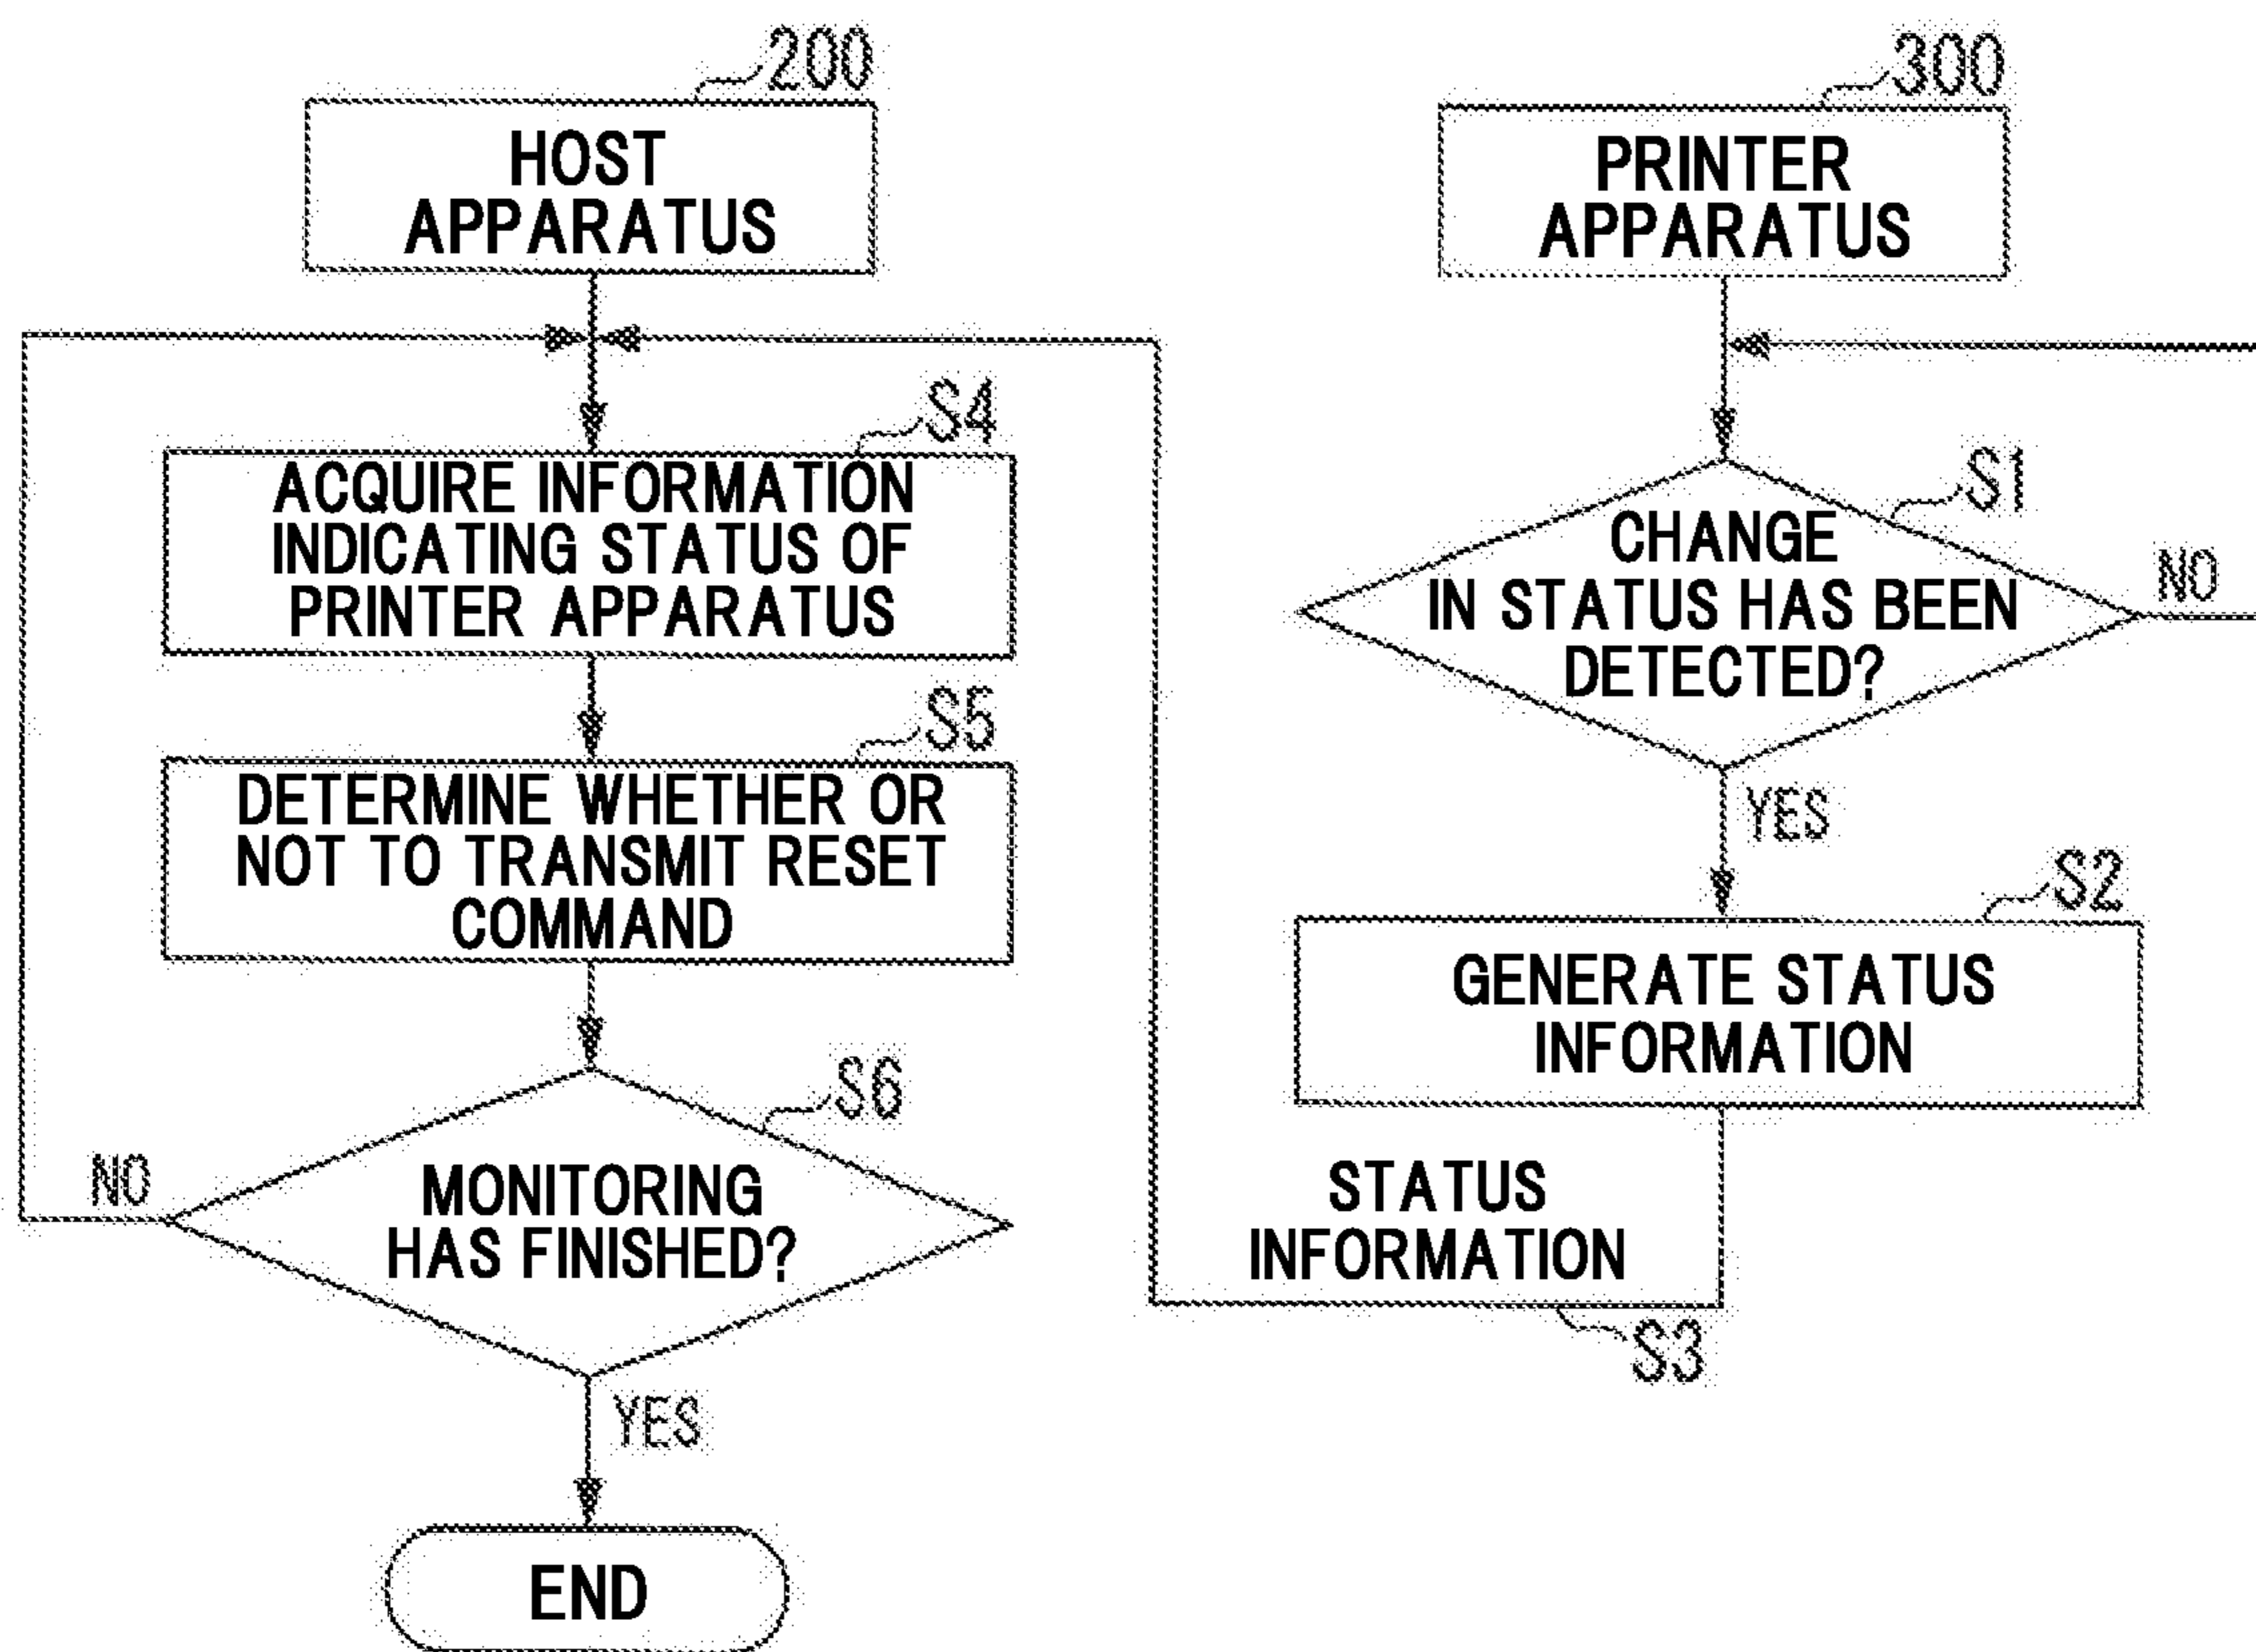 200
HOST
APPARATUS
S4
ACQUIRE INFORMATION
INDICATING STATUS OF
PRINTER APPARATUS
S5
DETERMINE WHETHER OR
NOT TO TRANSMIT RESET
COMMAND
S6
MONITORING
HAS FINISHED?
NO
YES
END
300
PRINTER
APPARATUS
S1
CHANGE
IN STATUS HAS BEEN
DETECTED?
NO
YES
S2
GENERATE STATUS
INFORMATION
STATUS
INFORMATION
S3